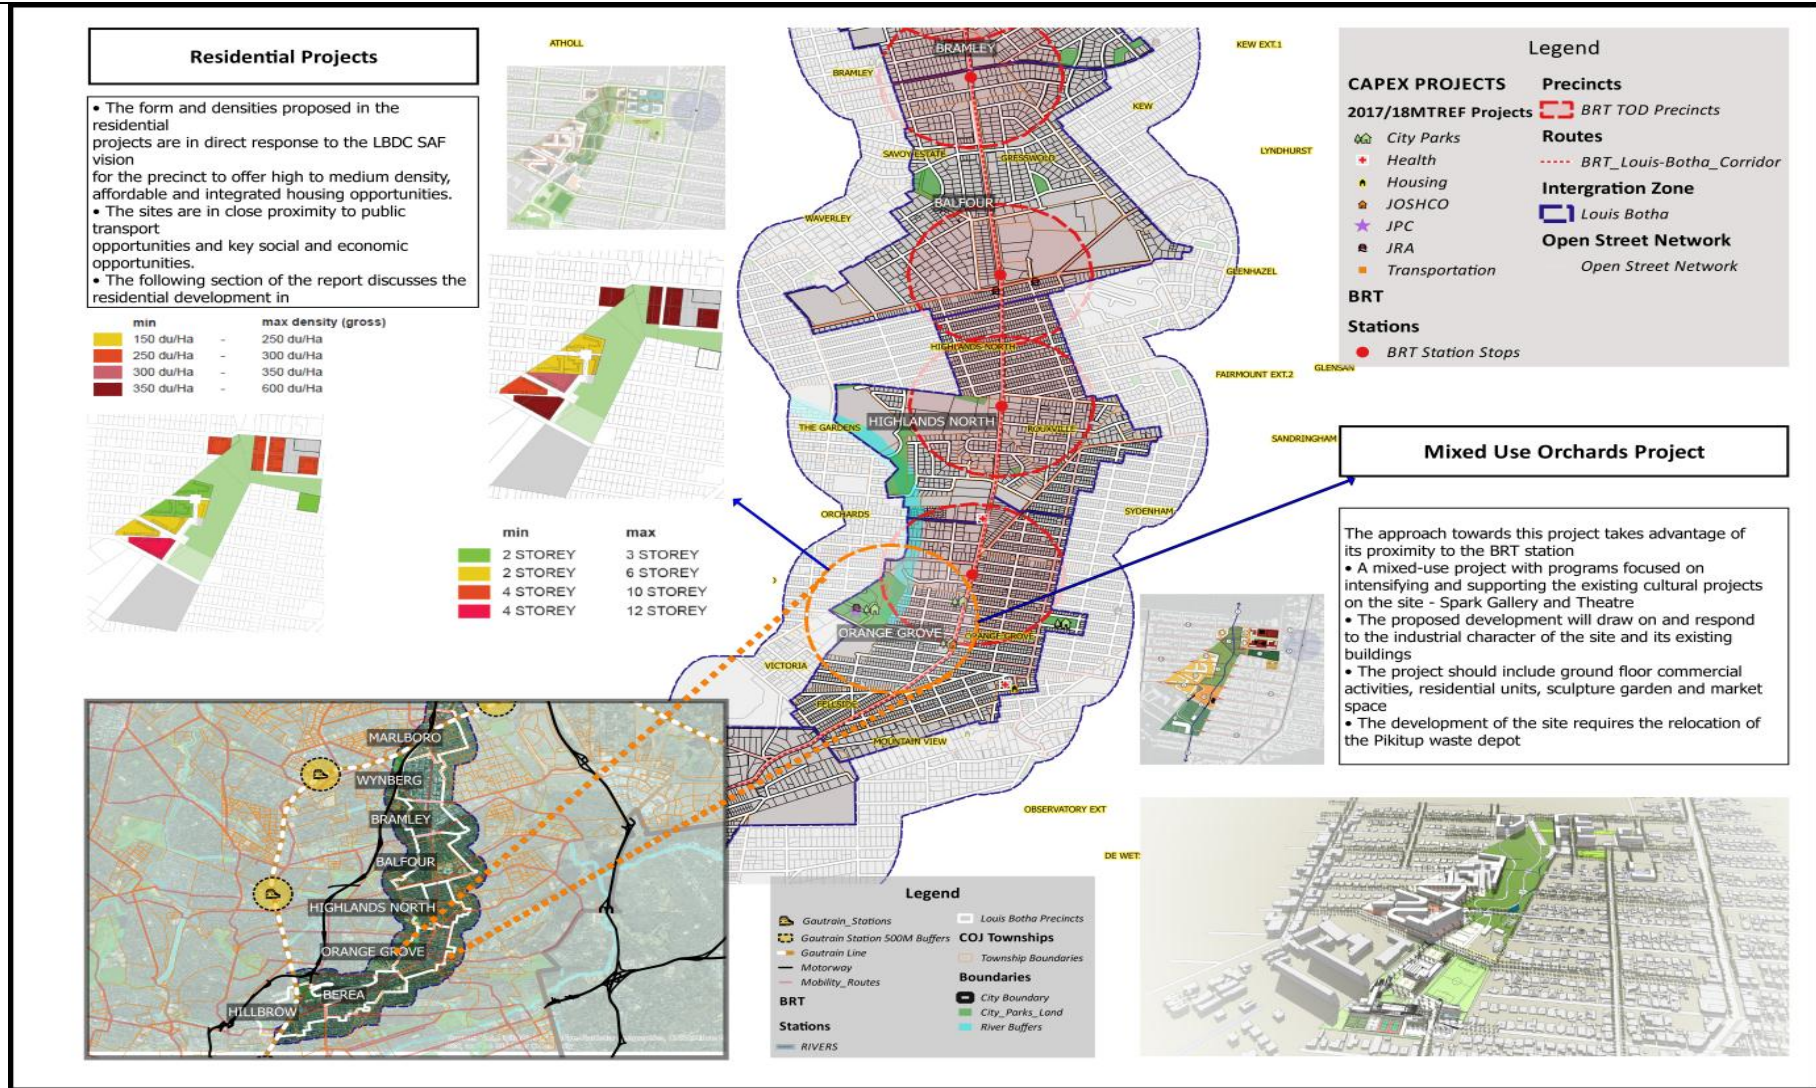 Residential Projects
• The form and densities proposed in the
residential
projects are in direct response to the LBDC SAF
vision
for the precinct to offer high to medium density,
affordable and integrated housing opportunities.
• The sites are in close proximity to public
transport
opportunities and key social and economic
opportunities.
• The following section of the report discusses the
residential development in
min max density (gross)
150 du/Ha - 250 du/Ha
250 du/Ha - 300 du/Ha
300 du/Ha - 350 du/Ha
350 du/Ha - 600 du/Ha
min max
2 STOREY 3 STOREY
2 STOREY 6 STOREY
4 STOREY 10 STOREY
4 STOREY 12 STOREY
ATHOLL
BRAMLEY
KEW EXT.1
BRAMLEY
KEW
LYNDHURST
SAVOY ESTATE
GRESSWOLD
BALFOUR
WAVERLEY
GLENHAZEL
HIGHLANDS NORTH
FAIRMOUNT EXT.2
GLENSAN
THE GARDENS
HIGHLANDS NORTH
ROUXVILLE
SANDRINGHAM
ORCHARDS
SYDENHAM
ORANGE GROVE
ORANGE GROVE
VICTORIA
FELLSIDE
MOUNTAIN VIEW
OBSERVATORY EXT
DE WET
Legend
CAPEX PROJECTS
2017/18MTREF Projects
City Parks
Health
Housing
JOSHCO
JPC
JRA
Transportation
BRT
Stations
BRT Station Stops
Precincts
BRT TOD Precincts
Routes
BRT_Louis-Botha_Corridor
Intergration Zone
Louis Botha
Open Street Network
Open Street Network
Mixed Use Orchards Project
The approach towards this project takes advantage of
its proximity to the BRT station
• A mixed-use project with programs focused on
intensifying and supporting the existing cultural projects
on the site - Spark Gallery and Theatre
• The proposed development will draw on and respond
to the industrial character of the site and its existing
buildings
• The project should include ground floor commercial
activities, residential units, sculpture garden and market
space
• The development of the site requires the relocation of
the Pikitup waste depot
MARLBORO
WYNBERG
BRAMLEY
BALFOUR
HIGHLANDS NORTH
ORANGE GROVE
BEREA
HILLBROW
Legend
Gautrain_Stations
Gautrain Station 500M Buffers
Gautrain Line
Motorway
Mobility_Routes
BRT
Stations
RIVERS
Louis Botha Precincts
COJ Townships
Township Boundaries
Boundaries
City Boundary
City_Parks_Land
River Buffers